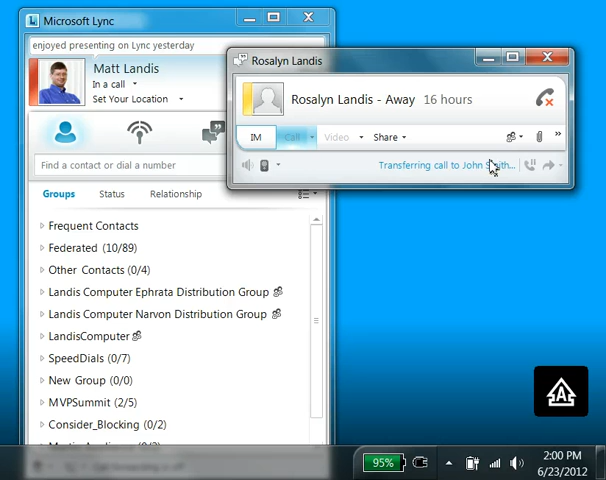 Microsoft Lync
enjoyed presenting on Lync yesterday
Matt Landis
In a call
Set Your Location
Find a contact or dial a number
Groups Status Relationship
Frequent Contacts
Federated (10/89)
Other Contacts (0/4)
Landis Computer Ephrata Distribution Group
Landis Computer Narvon Distribution Group
LandisComputer
SpeedDials (0/7)
New Group (0/0)
MVPSummit (2/5)
Consider_Blocking (0/2)
Rosalyn Landis
Rosalyn Landis - Away 16 hours
IM Call Video Share
Transferring call to John Smith...
95%
2:00 PM
6/23/2012